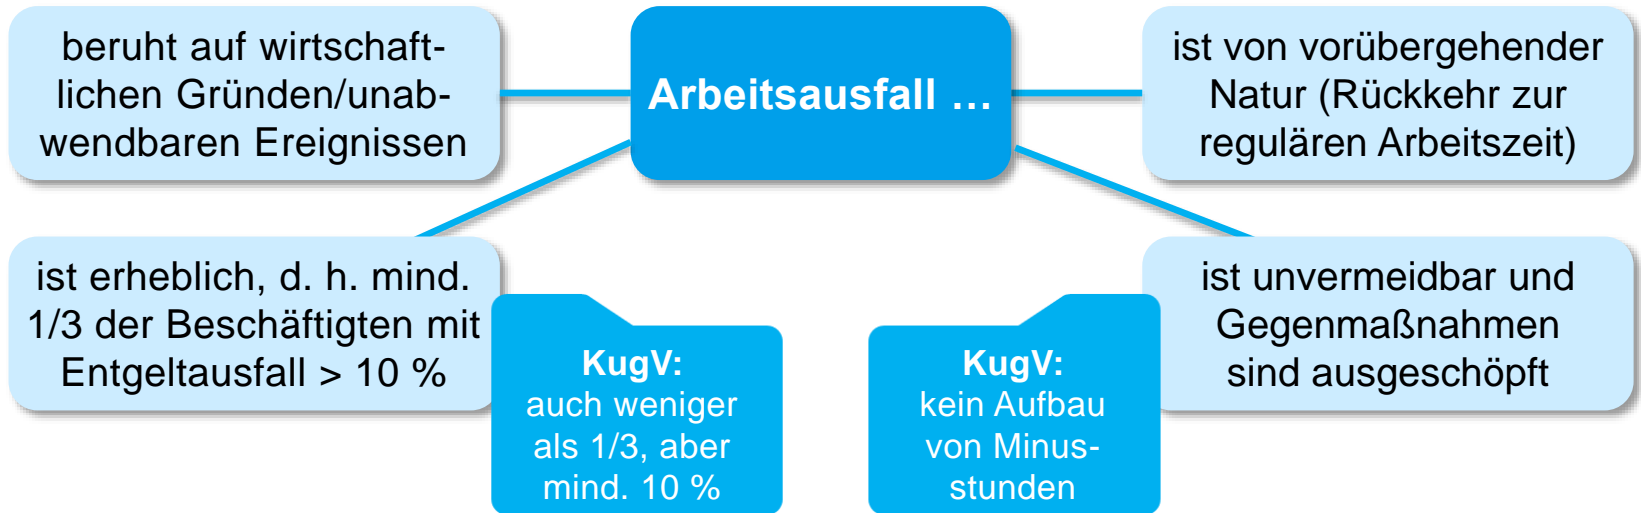 beruht auf wirtschaft-
lichen Gründen/unab-
wendbaren Ereignissen
Arbeitsausfall …
ist von vorübergehender
Natur (Rückkehr zur
regulären Arbeitszeit)
ist erheblich, d. h. mind.
1/3 der Beschäftigten mit
Entgeltausfall > 10 %
KugV:
auch weniger
als 1/3, aber
mind. 10 %
KugV:
kein Aufbau
von Minus-
stunden
ist unvermeidbar und
Gegenmaßnahmen
sind ausgeschöpft